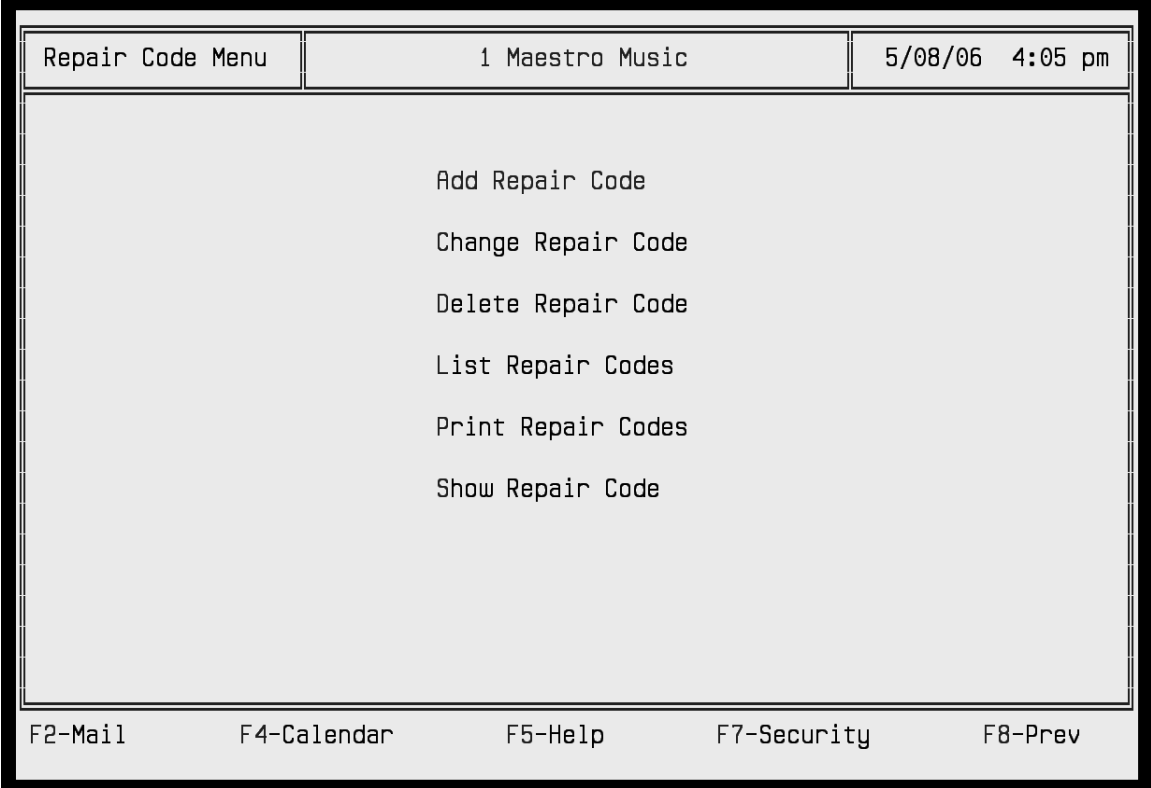 Repair Code Menu 1 Maestro Music 5/08/06 4:05 pm
Add Repair Code
Change Repair Code
Delete Repair Code
List Repair Codes
Print Repair Codes
Show Repair Code
F2-Mail F4-Calendar F5-Help F7-Security F8-Prev